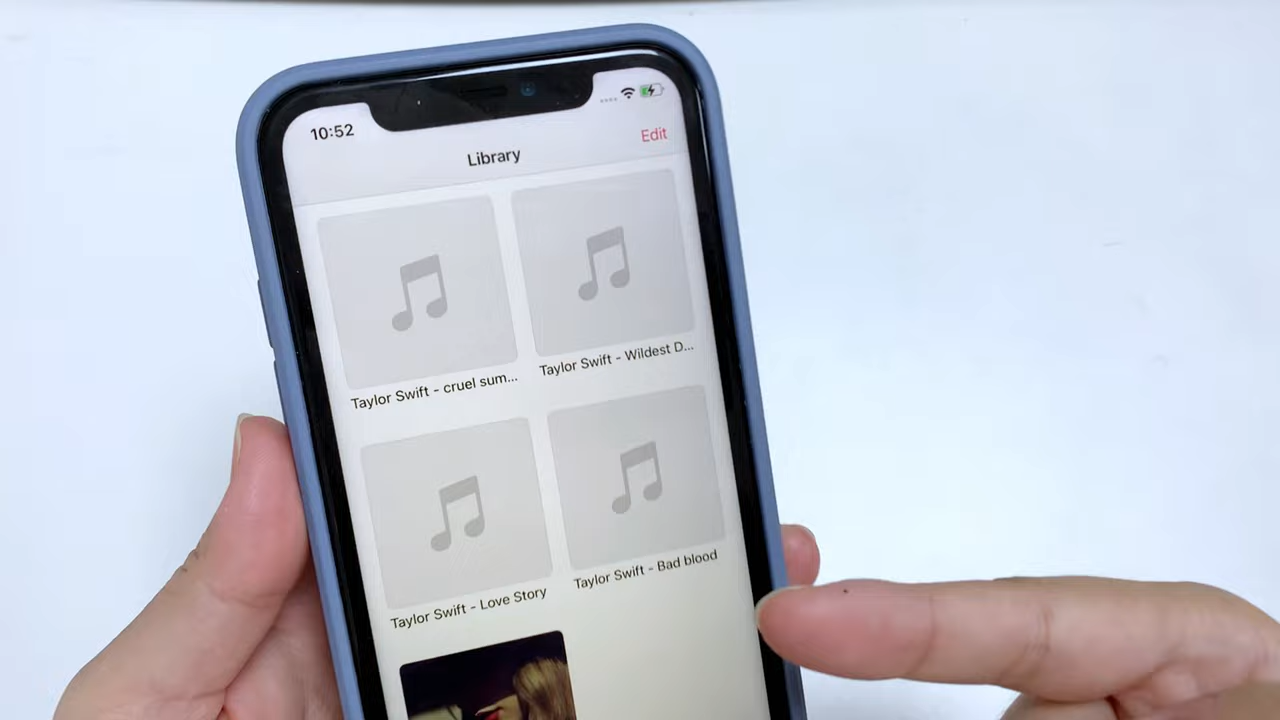 10:52
Edit
Library
Taylor Swift - cruel sum...
Taylor Swift - Wildest D...
Taylor Swift - Love Story
Taylor Swift - Bad blood